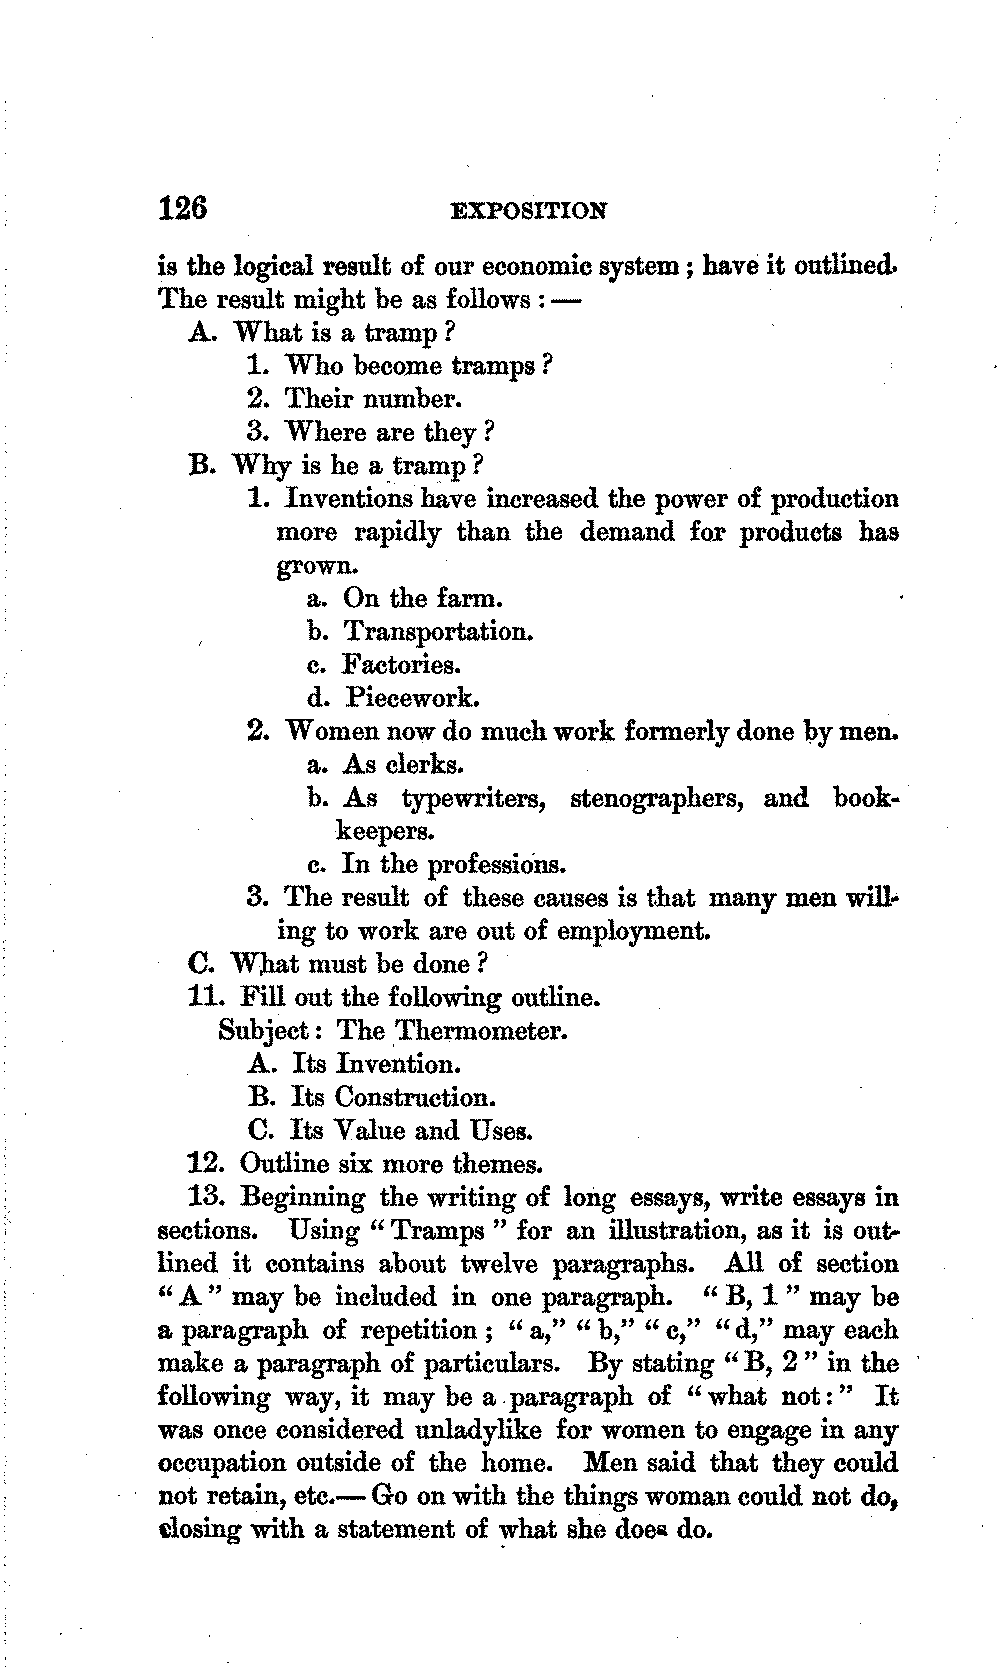 126 EXPOSITION
is the logical result of our economic system; have it outlined.
The result might be as follows:—
A. What is a tramp?
1. Who become tramps?
2. Their number.
3. Where are they?
B. Why is he a tramp?
1. Inventions have increased the power of production
more rapidly than the demand for products has
grown.
a. On the farm.
b. Transportation.
c. Factories.
d. Piecework.
2. Women now do much work formerly done by men.
a. As clerks.
b. As typewriters, stenographers, and book-
keepers.
c. In the professions.
3. The result of these causes is that many men will-
ing to work are out of employment.
C. What must be done?
11. Fill out the following outline.
Subject: The Thermometer.
A. Its Invention.
B. Its Construction.
C. Its Value and Uses.
12. Outline six more themes.
13. Beginning the writing of long essays, write essays in
sections. Using "Tramps" for an illustration, as it is out-
lined it contains about twelve paragraphs. All of section
"A" may be included in one paragraph. "B, 1" may be
a paragraph of repetition; "a," "b," "c," "d," may each
make a paragraph of particulars. By stating "B, 2" in the
following way, it may be a paragraph of "what not:" It
was once considered unladylike for women to engage in any
occupation outside of the home. Men said that they could
not retain, etc.—Go on with the things woman could not do,
closing with a statement of what she does do.